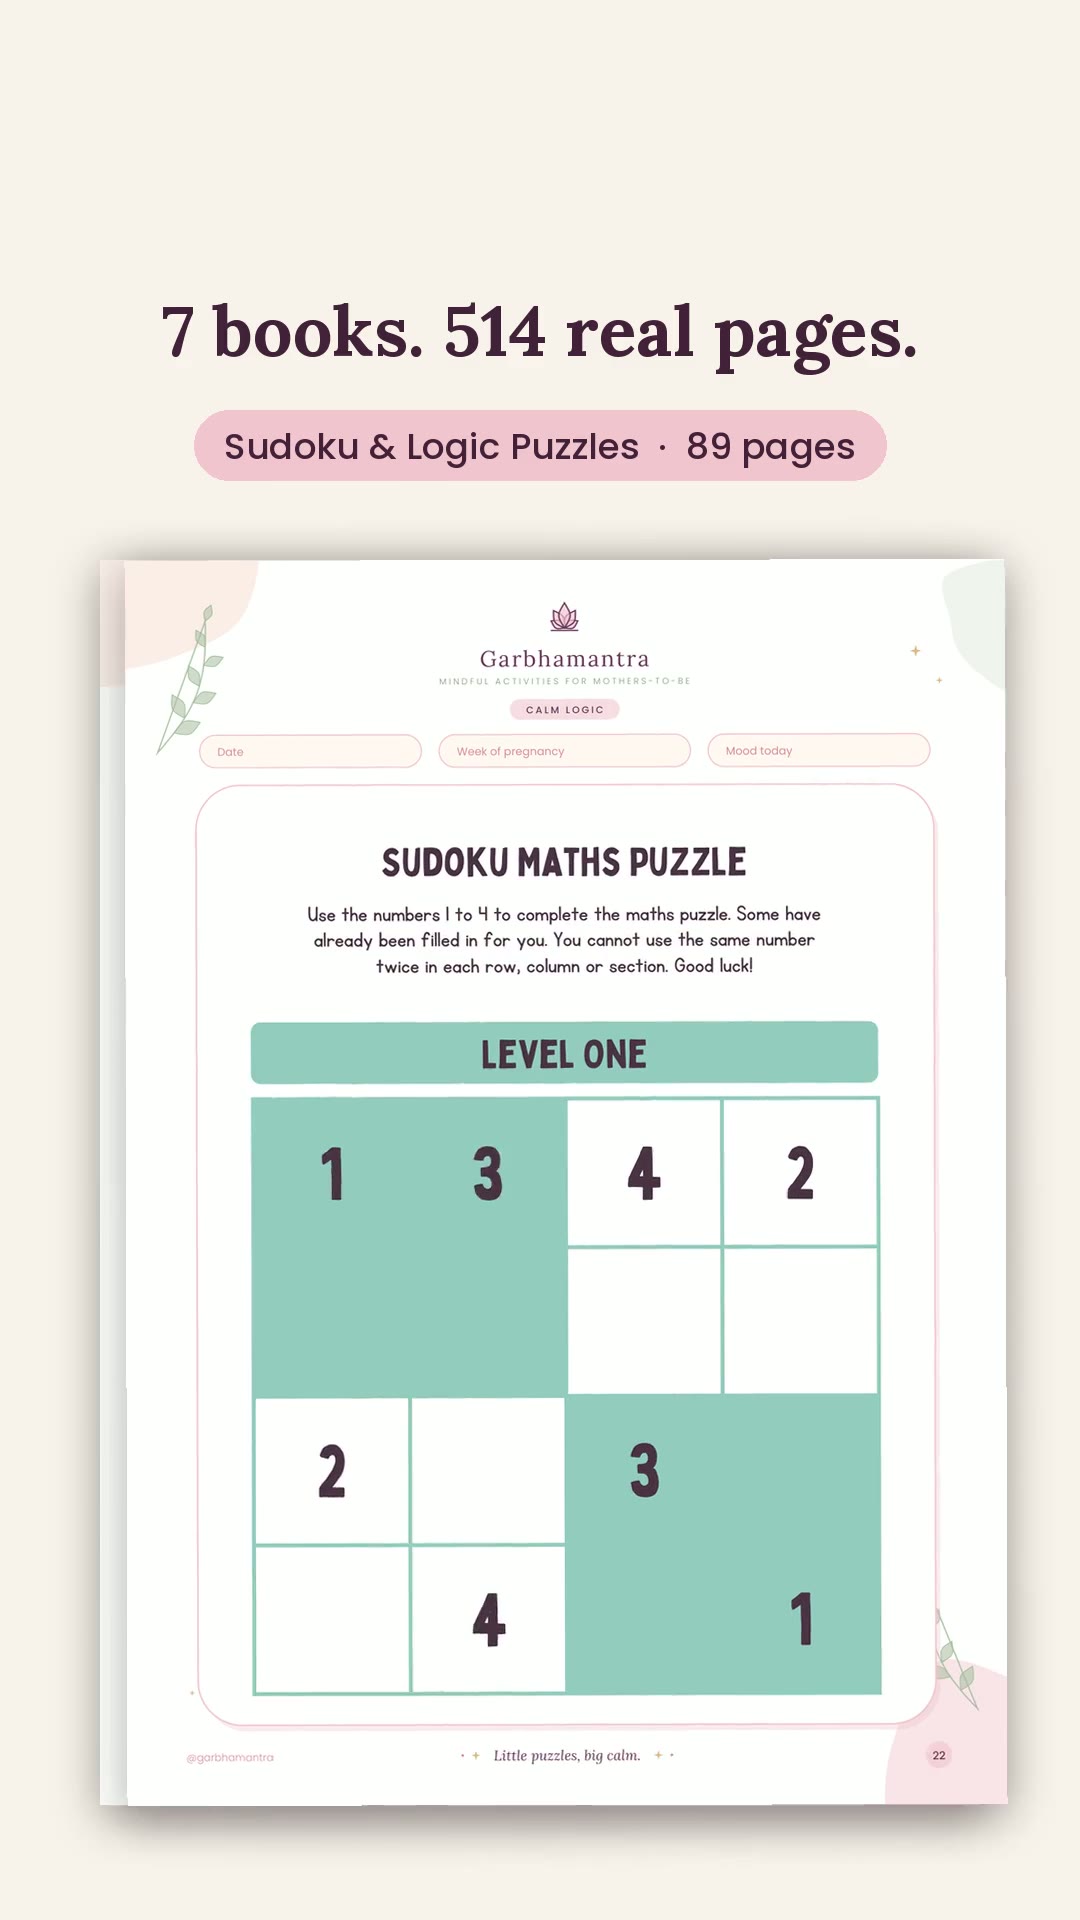 7 books. 514 real pages.
Sudoku & Logic Puzzles · 89 pages
Garbhamantra
MINDFUL ACTIVITIES FOR MOTHERS-TO-BE
CALM LOGIC
Date Week of pregnancy Mood today
SUDOKU MATHS PUZZLE
Use the numbers 1 to 4 to complete the maths puzzle. Some have
already been filled in for you. You cannot use the same number
twice in each row, column or section. Good luck!
LEVEL ONE
1 3 4 2
2 3
4 1
@garbhamantra Little puzzles, big calm. 22